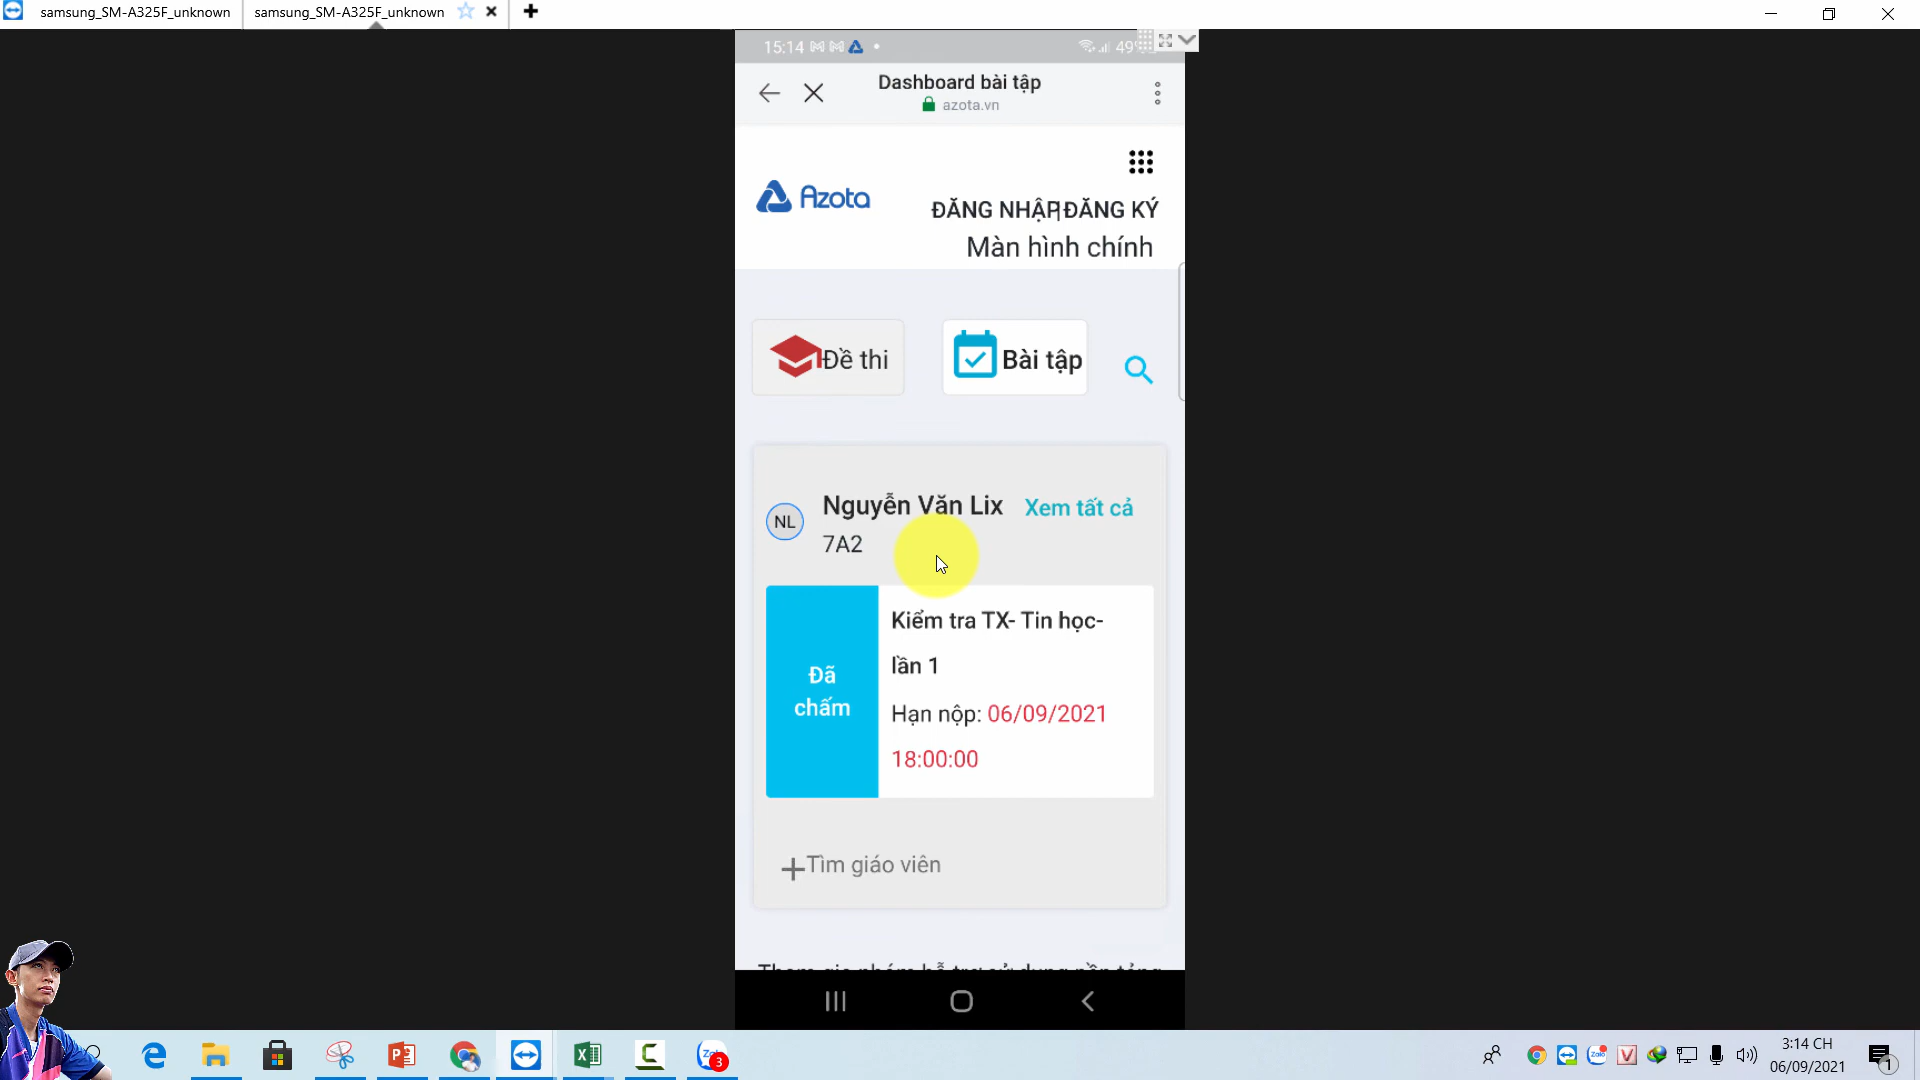 samsung_SM-A325F_unknown
samsung_SM-A325F_unknown
15:14
49
Dashboard bài tập
azota.vn
Azota
ĐĂNG NHẬP|ĐĂNG KÝ
Màn hình chính
Đề thi
Bài tập
NL
Nguyễn Văn Lix
Xem tất cả
7A2
Đã
chấm
Kiểm tra TX- Tin học-
lần 1
Hạn nộp: 06/09/2021
18:00:00
+Tìm giáo viên
3
3:14 CH
06/09/2021
1